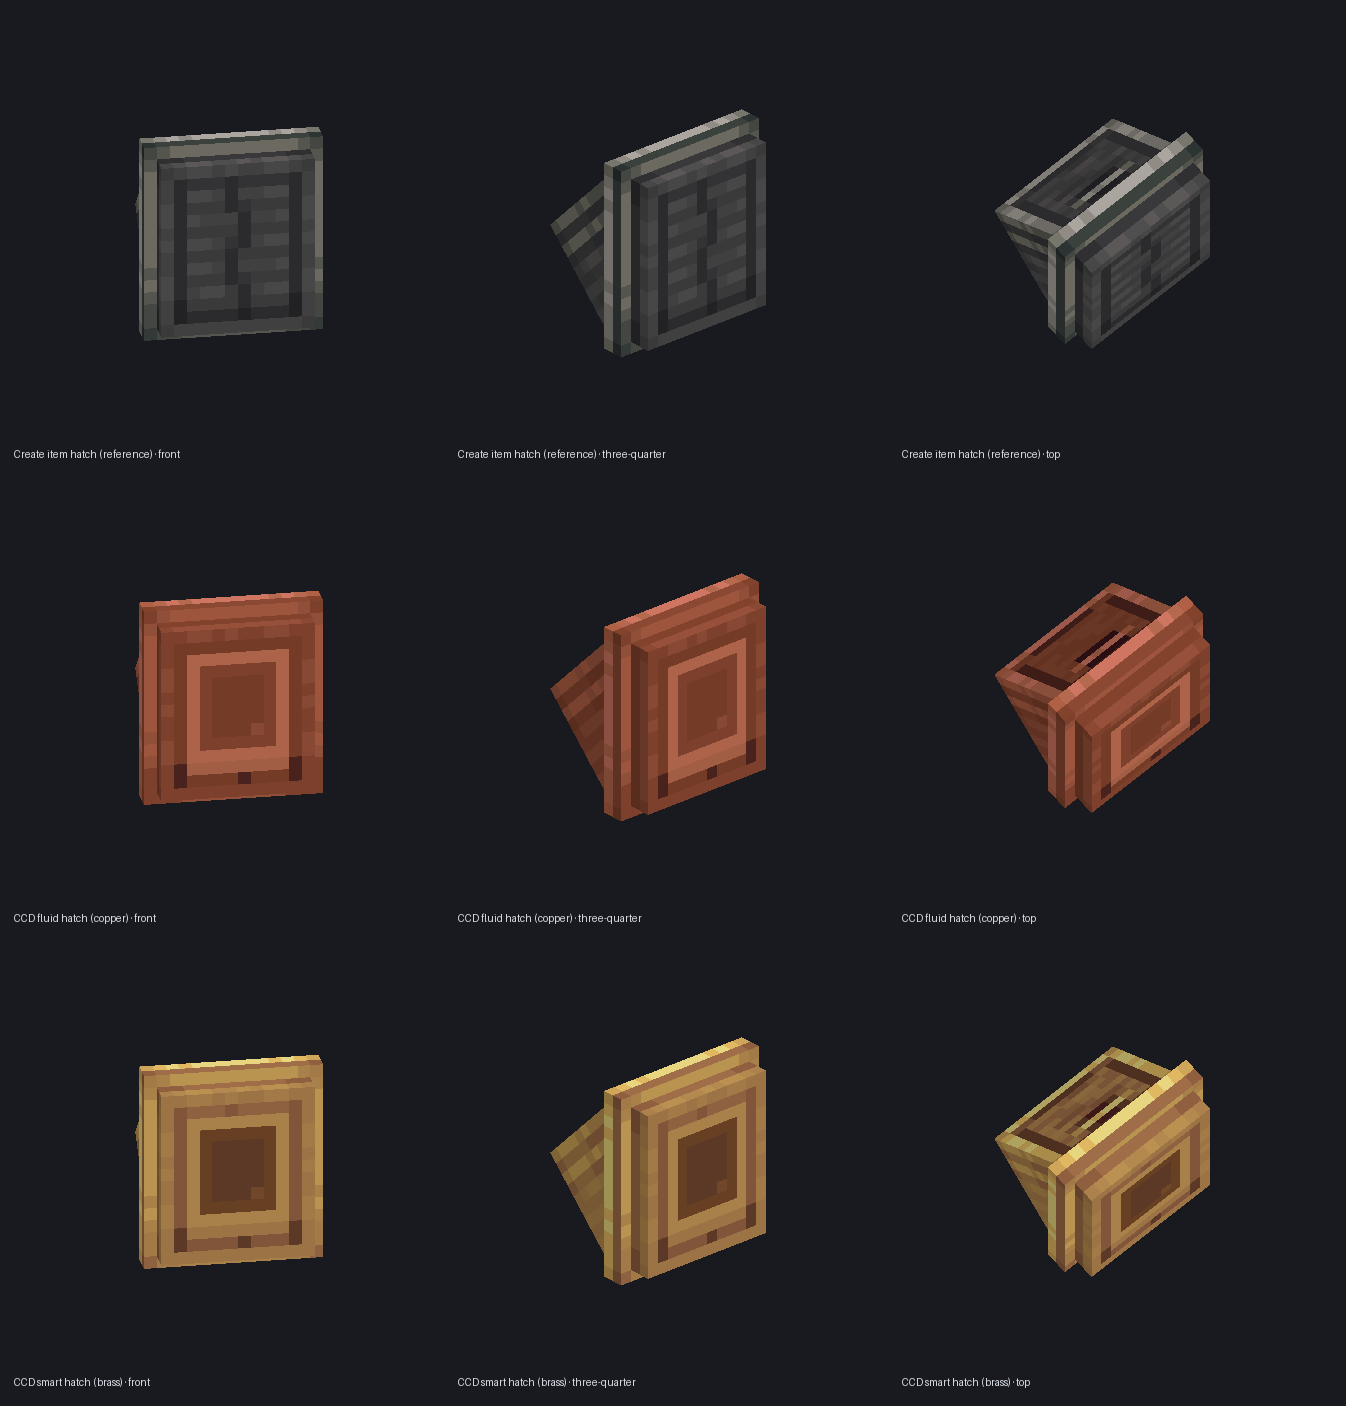 Create item hatch (reference) · front
Create item hatch (reference) · three-quarter
Create item hatch (reference) · top
CCD fluid hatch (copper) · front
CCD fluid hatch (copper) · three-quarter
CCD fluid hatch (copper) · top
CCD smart hatch (brass) · front
CCD smart hatch (brass) · three-quarter
CCD smart hatch (brass) · top